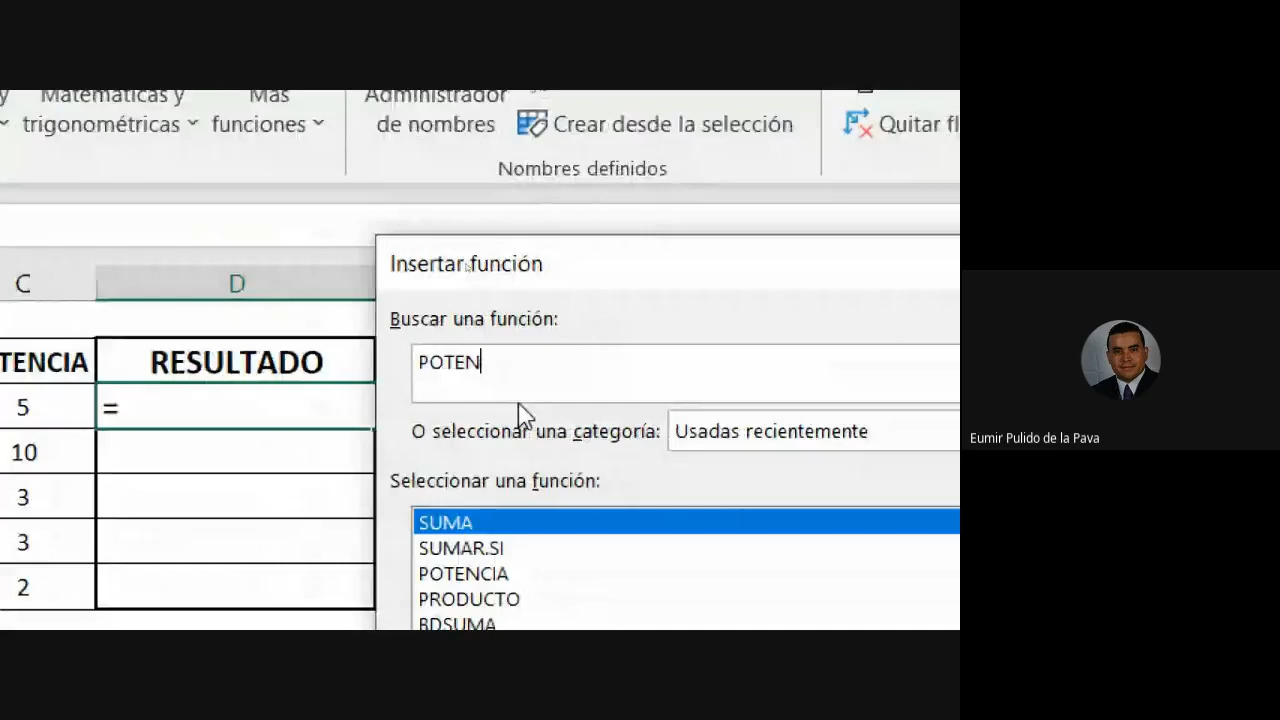 y Matemáticas y Más Administrador
trigonométricas funciones de nombres Crear desde la selección Quitar fl
Nombres definidos
C D
TENCIA RESULTADO
5 =
10
3
3
2
Insertar función
Buscar una función:
POTEN
O seleccionar una categoría: Usadas recientemente
Seleccionar una función:
SUMA
SUMAR.SI
POTENCIA
PRODUCTO
BDSUMA
Eumir Pulido de la Pava